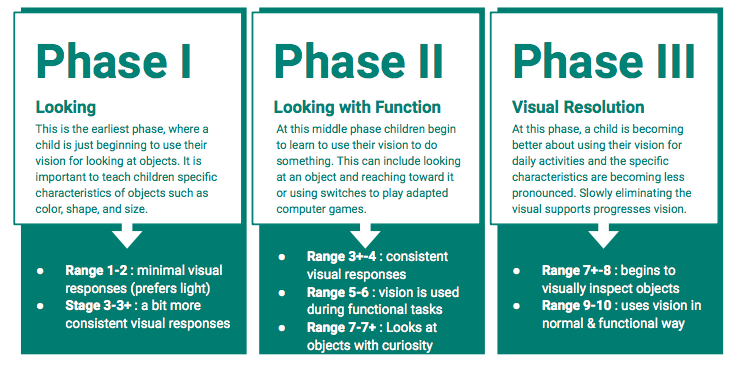 Phase I
Looking
This is the earliest phase, where a
child is just beginning to use their
vision for looking at objects. It is
important to teach children specific
characteristics of objects such as
color, shape, and size.
● Range 1-2 : minimal visual
responses (prefers light)
● Stage 3-3+ : a bit more
consistent visual responses
Phase II
Looking with Function
At this middle phase children begin
to learn to use their vision to do
something. This can include looking
at an object and reaching toward it
or using switches to play adapted
computer games.
● Range 3+-4 : consistent
visual responses
● Range 5-6 : vision is used
during functional tasks
● Range 7-7+ : Looks at
objects with curiosity
Phase III
Visual Resolution
At this phase, a child is becoming
better about using their vision for
daily activities and the specific
characteristics are becoming less
pronounced. Slowly eliminating the
visual supports progresses vision.
● Range 7+-8 : begins to
visually inspect objects
● Range 9-10 : uses vision in
normal & functional way